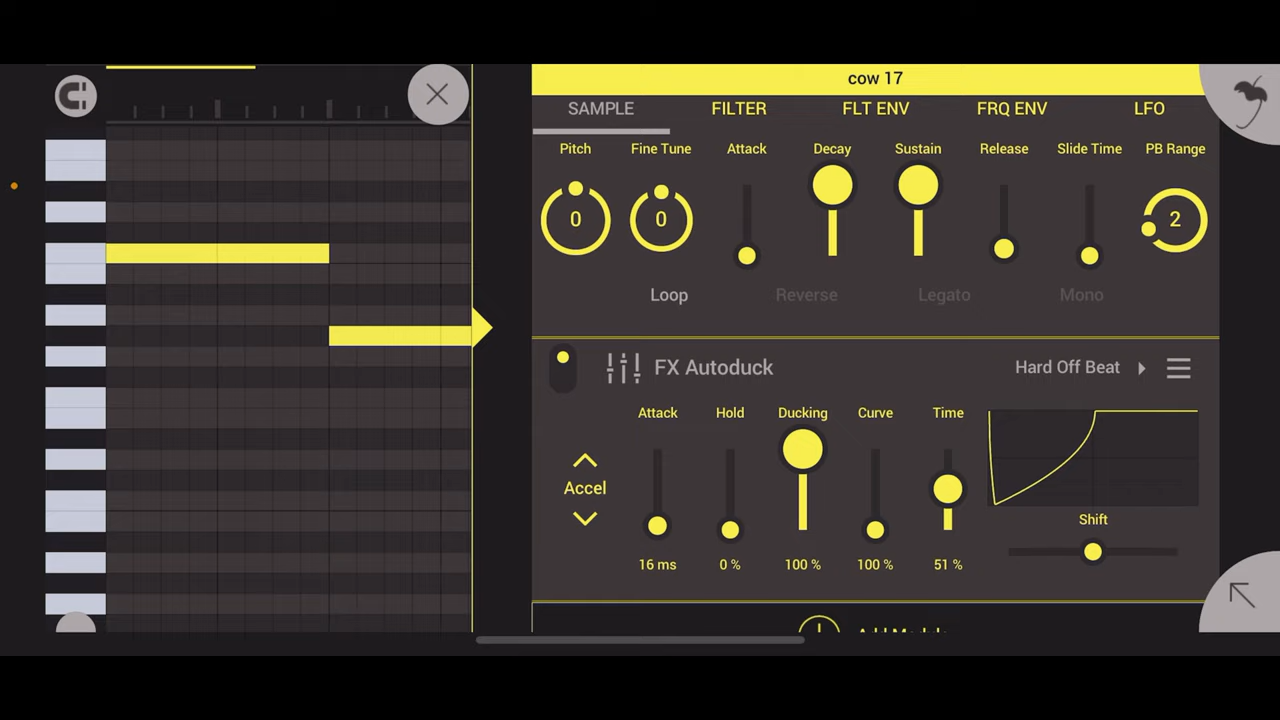 cow 17
SAMPLE FILTER FLT ENV FRQ ENV LFO
Pitch Fine Tune Attack Decay Sustain Release Slide Time PB Range
0 0 2
Loop Reverse Legato Mono
FX Autoduck Hard Off Beat
Attack Hold Ducking Curve Time
Accel
Shift
16 ms 0 % 100 % 100 % 51 %